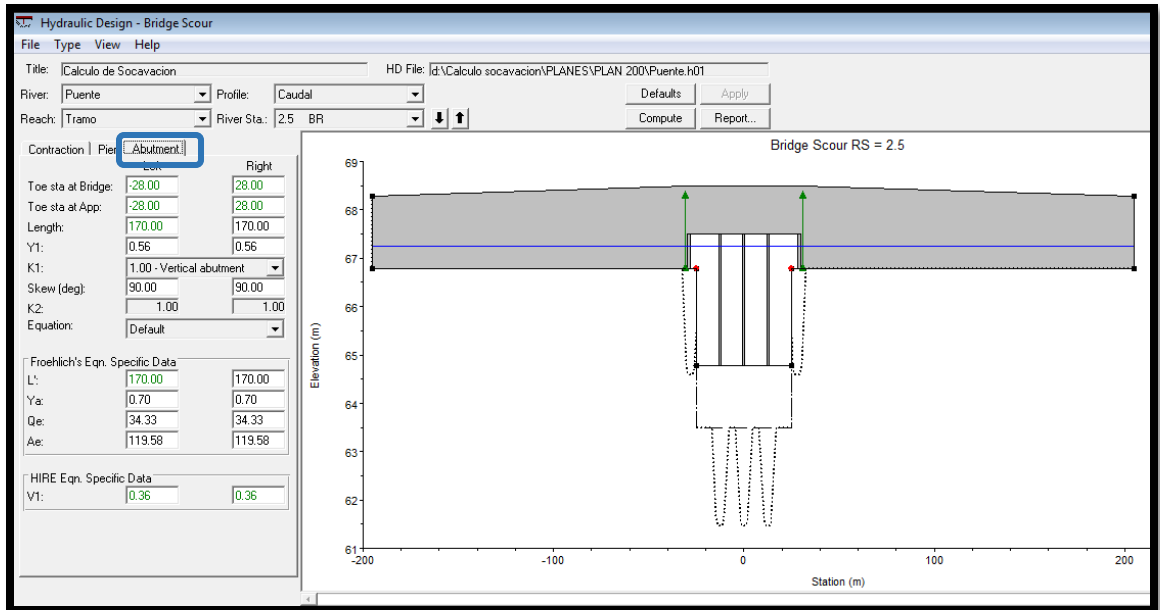 Hydraulic Design - Bridge Scour
File Type View Help
Title: Calculo de Socavacion HD File: d:\Calculo socavacion\PLANES\PLAN 200\Puente.h01
River: Puente Profile: Caudal Defaults Apply
Reach: Tramo River Sta.: 2.5 BR Compute Report...
Contraction Pier Abutment
Left Right
Toe sta at Bridge: -28.00 28.00
Toe sta at App: -28.00 28.00
Length: 170.00 170.00
Y1: 0.56 0.56
K1: 1.00 - Vertical abutment
Skew (deg): 90.00 90.00
K2: 1.00 1.00
Equation: Default
Froehlich's Eqn. Specific Data
L': 170.00 170.00
Ya: 0.70 0.70
Qe: 34.33 34.33
Ae: 119.58 119.58
HIRE Eqn. Specific Data
V1: 0.36 0.36
Bridge Scour RS = 2.5
69
68
67
66
65
64
63
62
61
Elevation (m)
-200 -100 0 100 200
Station (m)